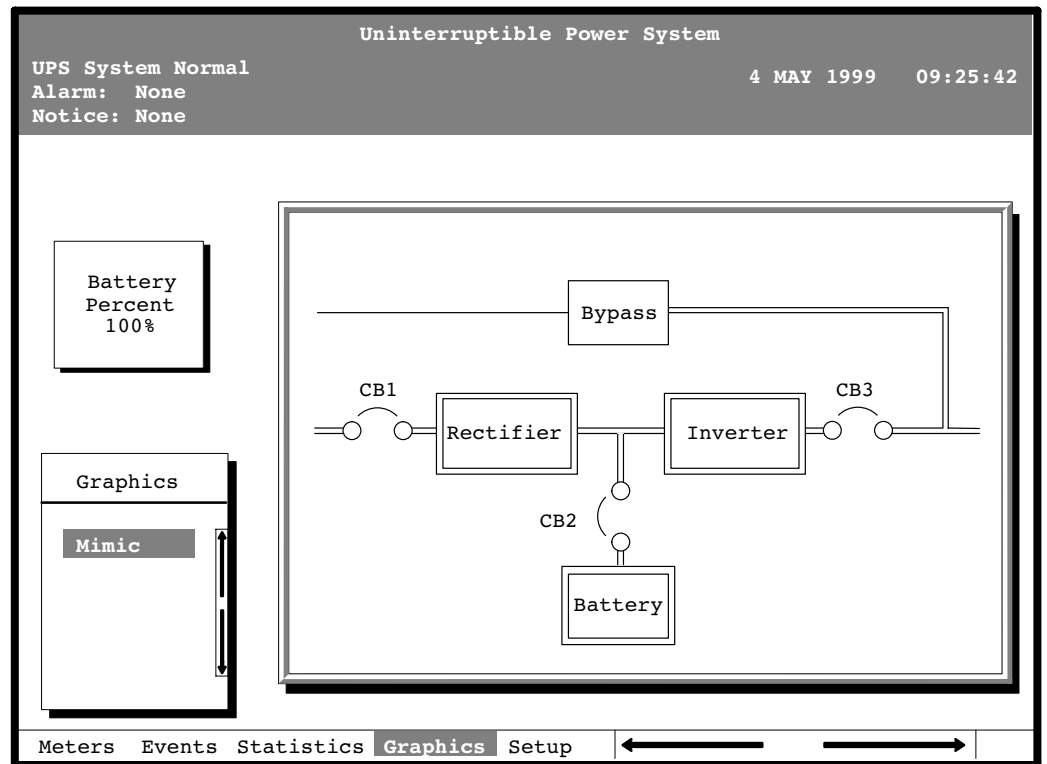 Uninterruptible Power System
UPS System Normal
4 MAY 1999 09:25:42
Alarm: None
Notice: None
Battery
Percent
100%
Bypass
CB1
CB3
Rectifier
Inverter
CB2
Battery
Graphics
Mimic
Meters Events Statistics Graphics Setup